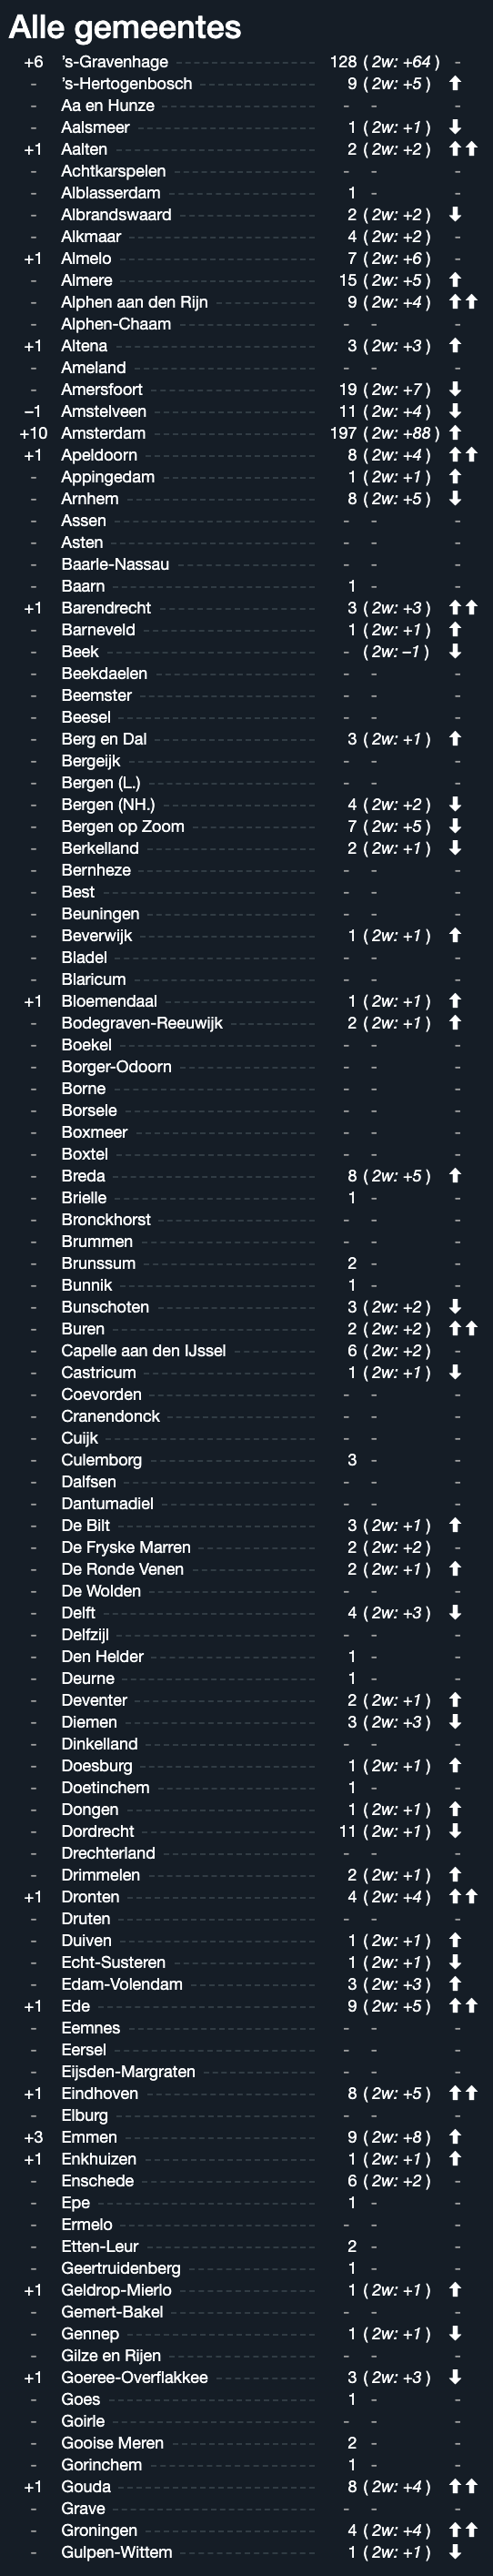 Alle gemeentes
+6 ’s-Gravenhage 128 ( 2w: +64 ) -
- ’s-Hertogenbosch 9 ( 2w: +5 ) ⬆
- Aa en Hunze - - -
- Aalsmeer 1 ( 2w: +1 ) ⬇
+1 Aalten 2 ( 2w: +2 ) ⬆⬆
- Achtkarspelen - - -
- Alblasserdam 1 - -
- Albrandswaard 2 ( 2w: +2 ) ⬇
- Alkmaar 4 ( 2w: +2 ) -
+1 Almelo 7 ( 2w: +6 ) -
- Almere 15 ( 2w: +5 ) ⬆
- Alphen aan den Rijn 9 ( 2w: +4 ) ⬆⬆
- Alphen-Chaam - - -
+1 Altena 3 ( 2w: +3 ) ⬆
- Ameland - - -
- Amersfoort 19 ( 2w: +7 ) ⬇
–1 Amstelveen 11 ( 2w: +4 ) ⬇
+10 Amsterdam 197 ( 2w: +88 ) ⬆
+1 Apeldoorn 8 ( 2w: +4 ) ⬆⬆
- Appingedam 1 ( 2w: +1 ) ⬆
- Arnhem 8 ( 2w: +5 ) ⬇
- Assen - - -
- Asten - - -
- Baarle-Nassau - - -
- Baarn 1 - -
+1 Barendrecht 3 ( 2w: +3 ) ⬆⬆
- Barneveld 1 ( 2w: +1 ) ⬆
- Beek - ( 2w: –1 ) ⬇
- Beekdaelen - - -
- Beemster - - -
- Beesel - - -
- Berg en Dal 3 ( 2w: +1 ) ⬆
- Bergeijk - - -
- Bergen (L.) - - -
- Bergen (NH.) 4 ( 2w: +2 ) ⬇
- Bergen op Zoom 7 ( 2w: +5 ) ⬇
- Berkelland 2 ( 2w: +1 ) ⬇
- Bernheze - - -
- Best - - -
- Beuningen - - -
- Beverwijk 1 ( 2w: +1 ) ⬆
- Bladel - - -
- Blaricum - - -
+1 Bloemendaal 1 ( 2w: +1 ) ⬆
- Bodegraven-Reeuwijk 2 ( 2w: +1 ) ⬆
- Boekel - - -
- Borger-Odoorn - - -
- Borne - - -
- Borsele - - -
- Boxmeer - - -
- Boxtel - - -
- Breda 8 ( 2w: +5 ) ⬆
- Brielle 1 - -
- Bronckhorst - - -
- Brummen - - -
- Brunssum 2 - -
- Bunnik 1 - -
- Bunschoten 3 ( 2w: +2 ) ⬇
- Buren 2 ( 2w: +2 ) ⬆⬆
- Capelle aan den IJssel 6 ( 2w: +2 ) -
- Castricum 1 ( 2w: +1 ) ⬇
- Coevorden - - -
- Cranendonck - - -
- Cuijk - - -
- Culemborg 3 - -
- Dalfsen - - -
- Dantumadiel - - -
- De Bilt 3 ( 2w: +1 ) ⬆
- De Fryske Marren 2 ( 2w: +2 ) -
- De Ronde Venen 2 ( 2w: +1 ) ⬆
- De Wolden - - -
- Delft 4 ( 2w: +3 ) ⬇
- Delfzijl - - -
- Den Helder 1 - -
- Deurne 1 - -
- Deventer 2 ( 2w: +1 ) ⬆
- Diemen 3 ( 2w: +3 ) ⬇
- Dinkelland - - -
- Doesburg 1 ( 2w: +1 ) ⬆
- Doetinchem 1 - -
- Dongen 1 ( 2w: +1 ) ⬆
- Dordrecht 11 ( 2w: +1 ) ⬇
- Drechterland - - -
- Drimmelen 2 ( 2w: +1 ) ⬆
+1 Dronten 4 ( 2w: +4 ) ⬆⬆
- Druten - - -
- Duiven 1 ( 2w: +1 ) ⬆
- Echt-Susteren 1 ( 2w: +1 ) ⬇
- Edam-Volendam 3 ( 2w: +3 ) ⬆
+1 Ede 9 ( 2w: +5 ) ⬆⬆
- Eemnes - - -
- Eersel - - -
- Eijsden-Margraten - - -
+1 Eindhoven 8 ( 2w: +5 ) ⬆⬆
- Elburg - - -
+3 Emmen 9 ( 2w: +8 ) ⬆
+1 Enkhuizen 1 ( 2w: +1 ) ⬆
- Enschede 6 ( 2w: +2 ) -
- Epe 1 - -
- Ermelo - - -
- Etten-Leur 2 - -
- Geertruidenberg 1 - -
+1 Geldrop-Mierlo 1 ( 2w: +1 ) ⬆
- Gemert-Bakel - - -
- Gennep 1 ( 2w: +1 ) ⬇
- Gilze en Rijen - - -
+1 Goeree-Overflakkee 3 ( 2w: +3 ) ⬇
- Goes 1 - -
- Goirle - - -
- Gooise Meren 2 - -
- Gorinchem 1 - -
+1 Gouda 8 ( 2w: +4 ) ⬆⬆
- Grave - - -
- Groningen 4 ( 2w: +4 ) ⬆⬆
- Gulpen-Wittem 1 ( 2w: +1 ) ⬇